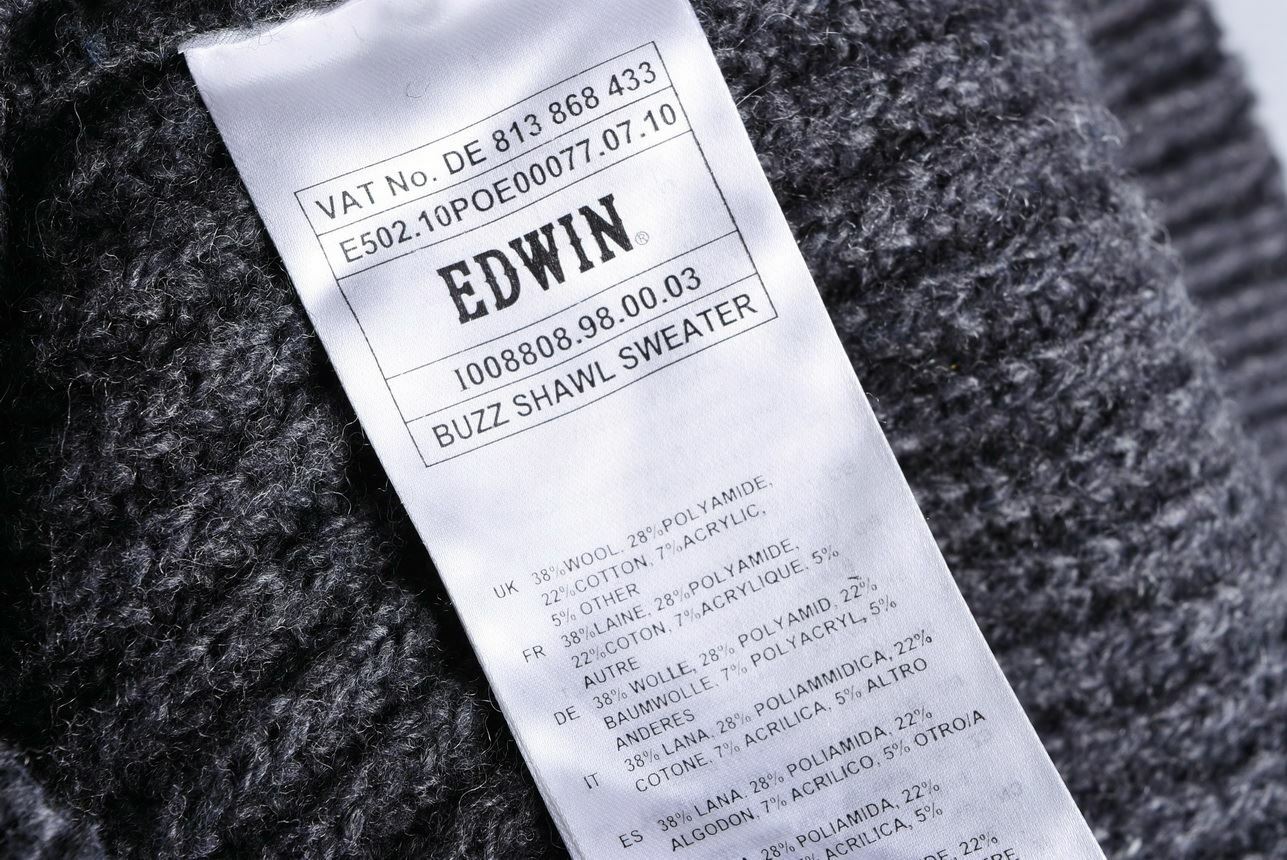 VAT No. DE 813 868 433
E502.10POE00077.07.10
EDWIN®
I008808.98.00.03
BUZZ SHAWL SWEATER
UK 38%WOOL. 28%POLYAMIDE,
22%COTTON, 7%ACRYLIC,
5% OTHER
FR 38%LAINE. 28%POLYAMIDE,
22%COTON, 7%ACRYLIQUE. 5%
AUTRE
DE 38% WOLLE, 28% POLYAMID, 22%
BAUMWOLLE. 7% POLYACRYL, 5%
ANDERES
IT 38% LANA, 28% POLIAMMIDICA, 22%
COTONE, 7% ACRILICA, 5% ALTRO
ES 38% LANA. 28% POLIAMIDA, 22%
ALGODON, 7% ACRILICO, 5% OTRO/A
28% POLIAMIDA, 22%
ACRILICA, 5%
22%